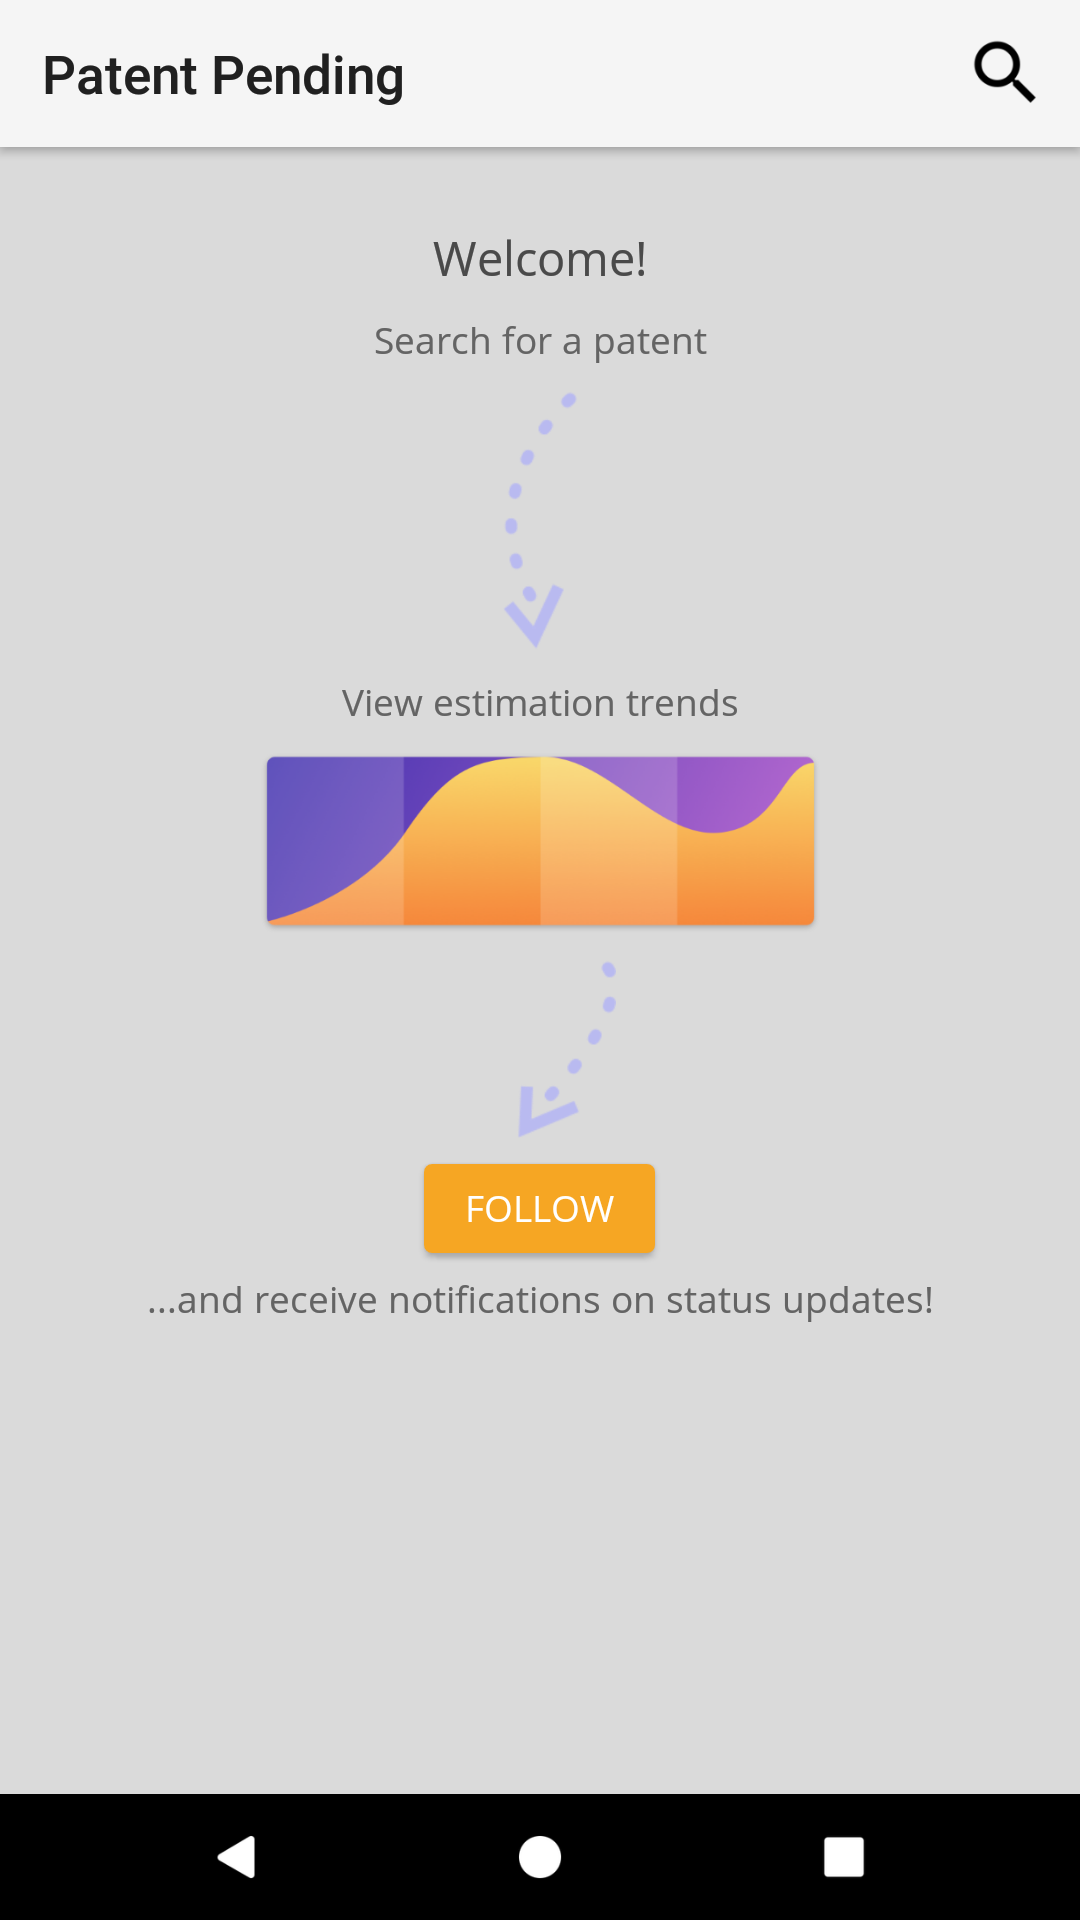 Patent Pending
Welcome!
Search for a patent
View estimation trends
FOLLOW
...and receive notifications on status updates!